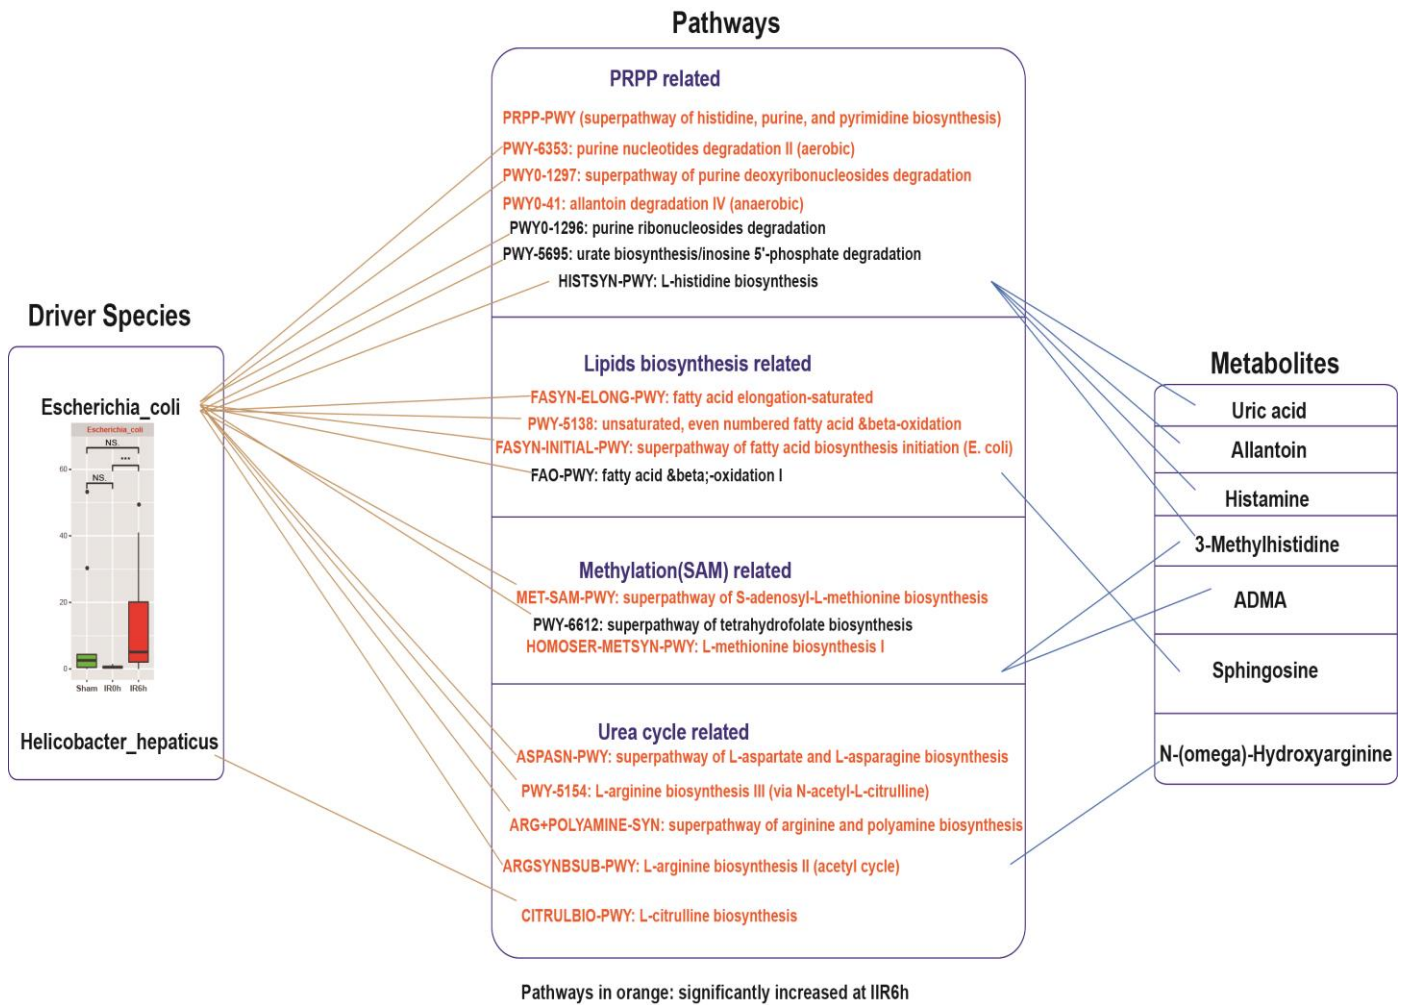 Pathways
PRPP related
PRPP-PWY (superpathway of histidine, purine, and pyrimidine biosynthesis)
PWY-6353: purine nucleotides degradation II (aerobic)
PWY0-1297: superpathway of purine deoxyribonucleosides degradation
PWY0-41: allantoin degradation IV (anaerobic)
PWY0-1296: purine ribonucleosides degradation
PWY-5695: urate biosynthesis/inosine 5'-phosphate degradation
HISTSYN-PWY: L-histidine biosynthesis
Lipids biosynthesis related
FASYN-ELONG-PWY: fatty acid elongation-saturated
PWY-5138: unsaturated, even numbered fatty acid &beta-oxidation
FASYN-INITIAL-PWY: superpathway of fatty acid biosynthesis initiation (E. coli)
FAO-PWY: fatty acid &beta;-oxidation I
Methylation(SAM) related
MET-SAM-PWY: superpathway of S-adenosyl-L-methionine biosynthesis
PWY-6612: superpathway of tetrahydrofolate biosynthesis
HOMOSER-METSYN-PWY: L-methionine biosynthesis I
Urea cycle related
ASPASN-PWY: superpathway of L-aspartate and L-asparagine biosynthesis
PWY-5154: L-arginine biosynthesis III (via N-acetyl-L-citrulline)
ARG+POLYAMINE-SYN: superpathway of arginine and polyamine biosynthesis
ARGSYNBSUB-PWY: L-arginine biosynthesis II (acetyl cycle)
CITRULBIO-PWY: L-citrulline biosynthesis
Driver Species
Escherichia_coli
Escherichia_coli
NS.
***
NS.
60
40
20
0
Sham IR0h IR6h
Helicobacter_hepaticus
Metabolites
Uric acid
Allantoin
Histamine
3-Methylhistidine
ADMA
Sphingosine
N-(omega)-Hydroxyarginine
Pathways in orange: significantly increased at IIR6h